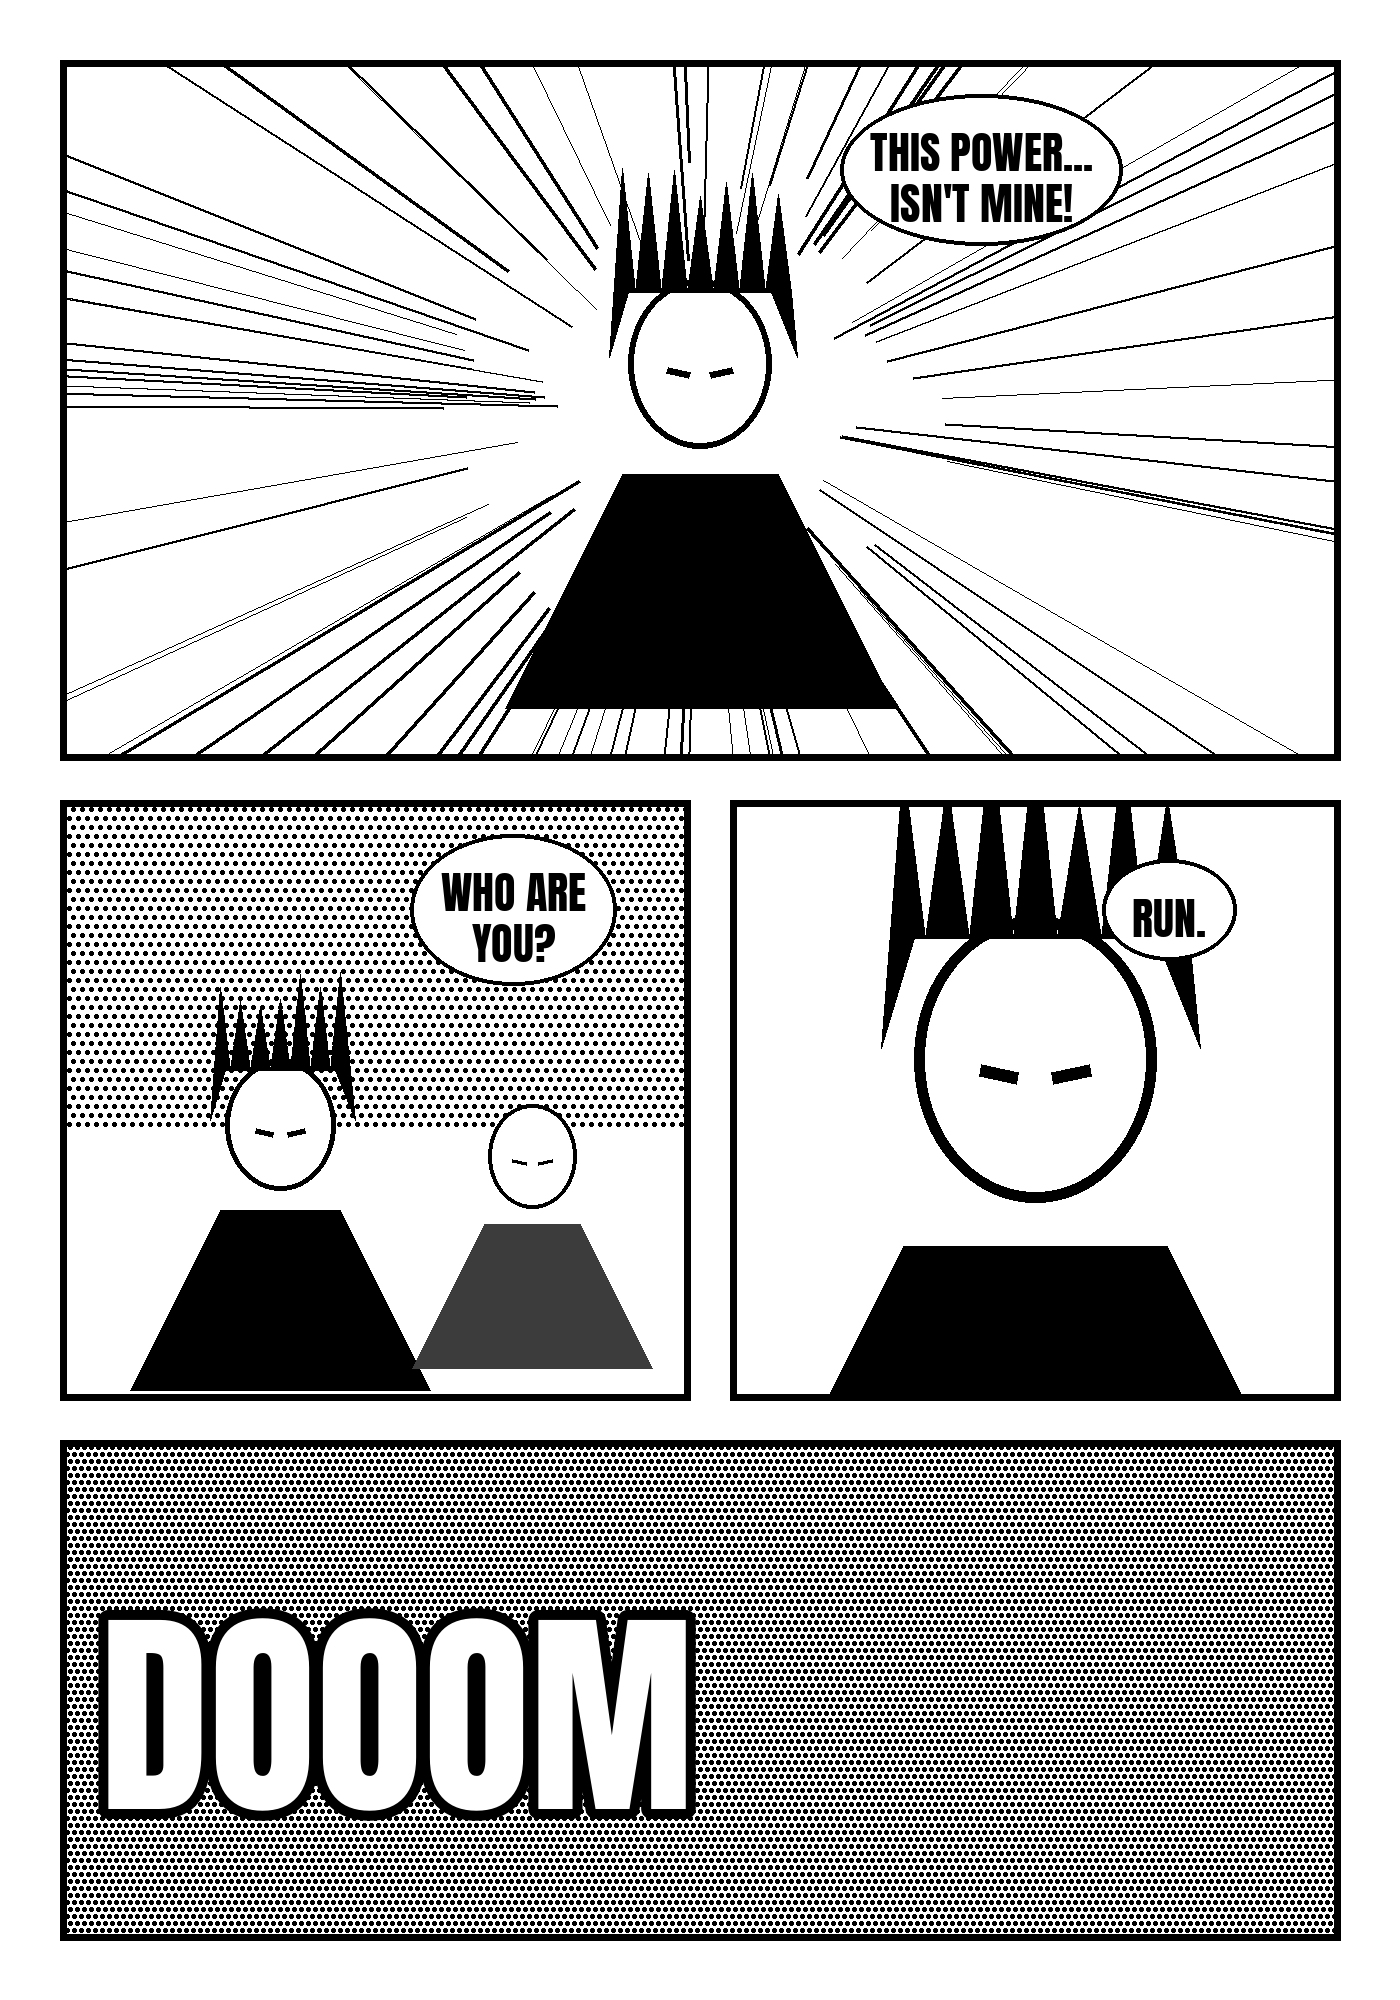 THIS POWER...
ISN'T MINE!
WHO ARE
YOU?
RUN.
DOOOM